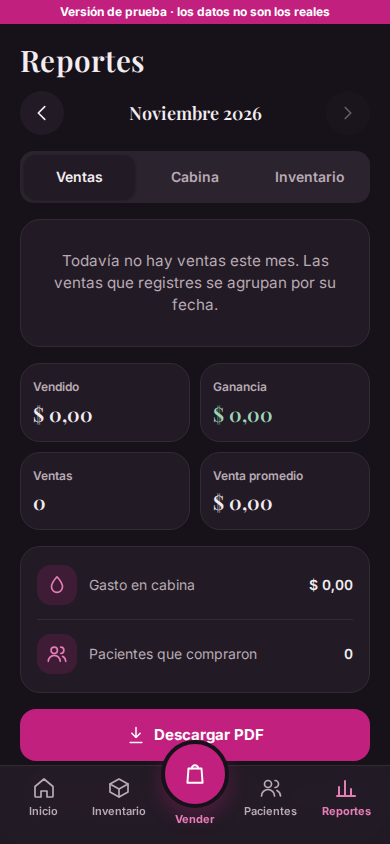 Versión de prueba · los datos no son los reales
Reportes
Noviembre 2026
Ventas
Cabina
Inventario
Todavía no hay ventas este mes. Las
ventas que registres se agrupan por su
fecha.
Vendido
$ 0,00
Ganancia
$ 0,00
Ventas
0
Venta promedio
$ 0,00
Gasto en cabina
$ 0,00
Pacientes que compraron
0
Descargar PDF
Inicio
Inventario
Vender
Pacientes
Reportes